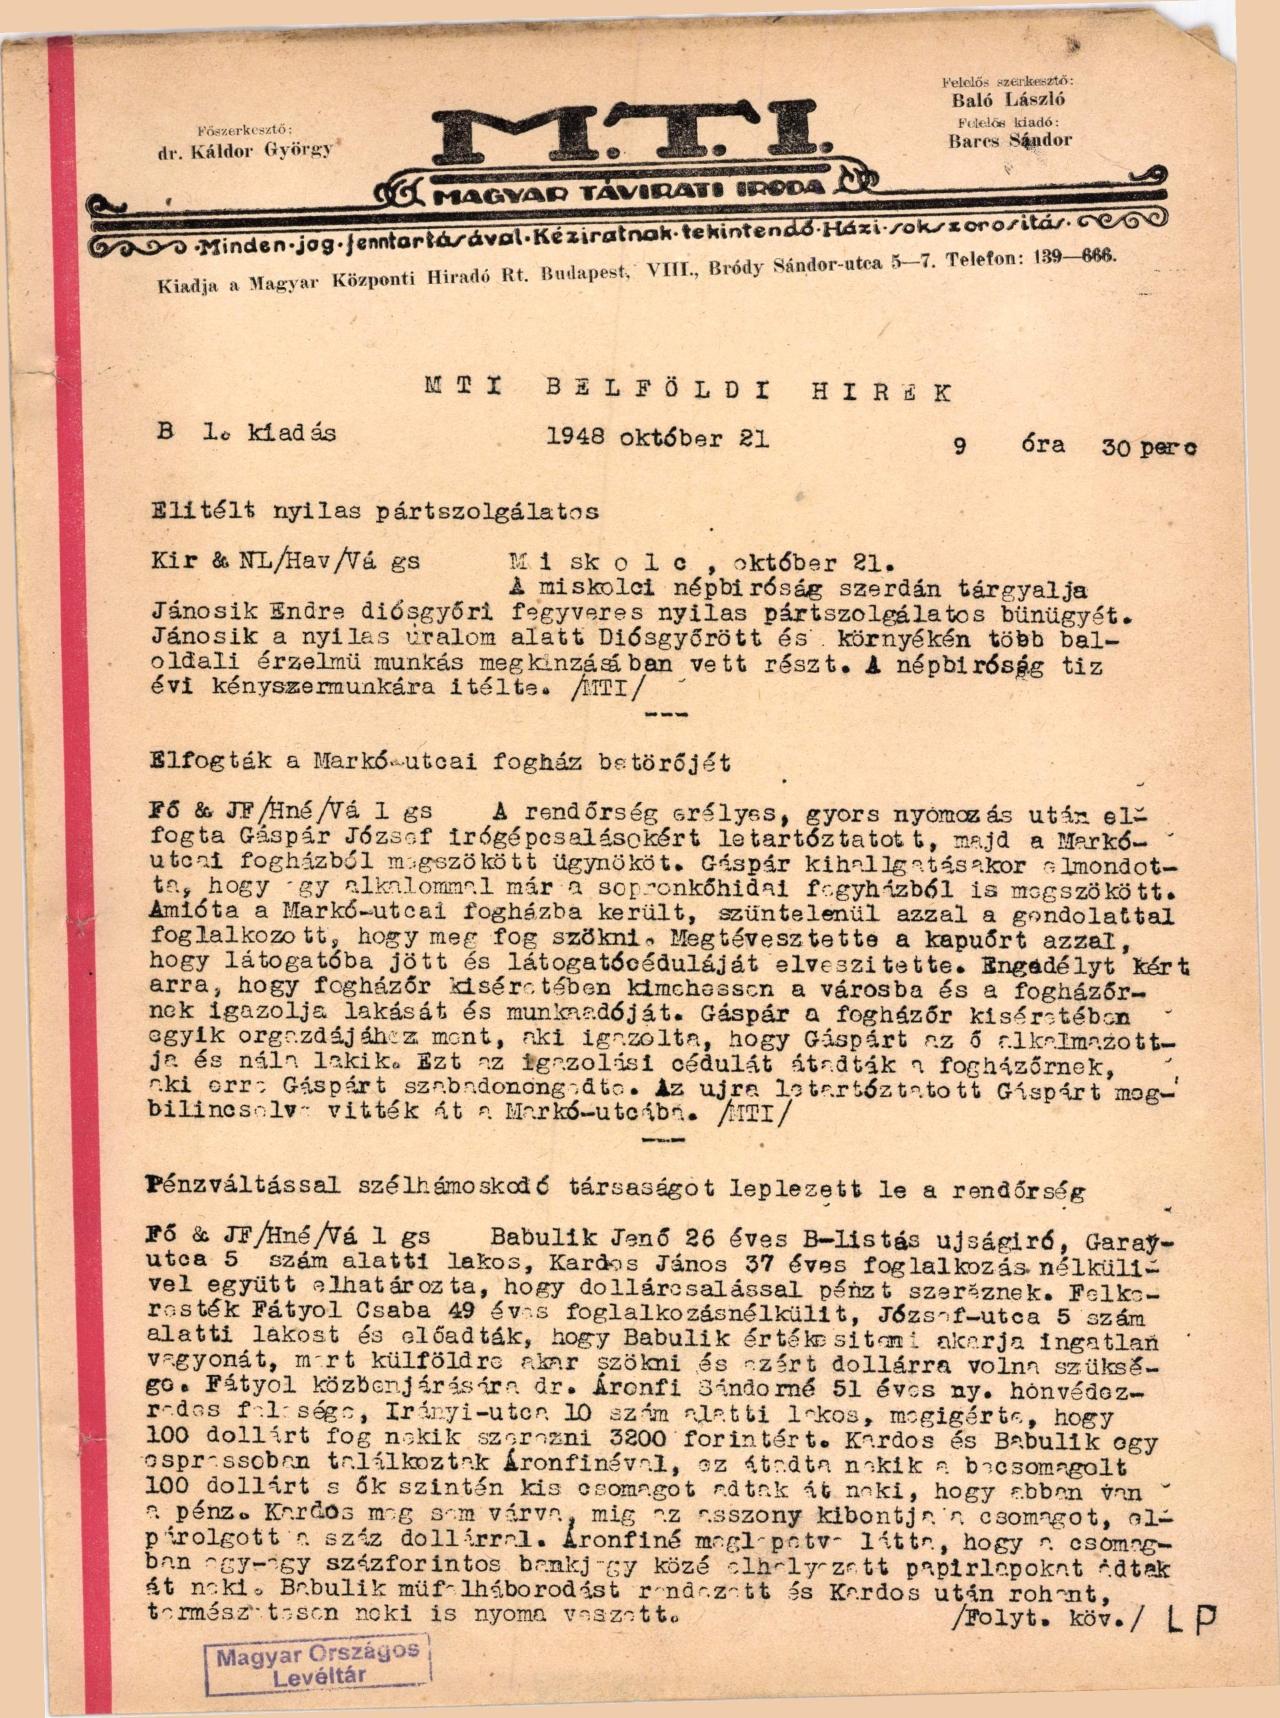 Főszerkesztő:
dr. Káldor György
M.T.I.
MAGYAR TÁVIRATI IRODA
Felelős szerkesztő:
Baló László
Felelős kiadó:
Barcs Sándor
Minden·jog·fenntartásával·Kéziratnak·tekintendő·Házi·sokszorosítás·
Kiadja a Magyar Központi Hiradó Rt. Budapest, VIII., Bródy Sándor-utca 5—7. Telefon: 139—666.
MTI BELFÖLDI HIREK
B 1. kiadás 1948 október 21 9 óra 30 perc
Elitélt nyilas pártszolgálatos
Kir & NL/Hav/Vá gs Miskolc, október 21.
A miskolci népbiróság szerdán tárgyalja
Jánosik Endre diósgyőri fegyveres nyilas pártszolgálatos bünügyét.
Jánosik a nyilas uralom alatt Diósgyőrött és környékén több bal-
oldali érzelmü munkás megkinzásában vett részt. A népbiróság tiz
évi kényszermunkára itélte. /MTI/
---
Elfogták a Markó-utcai fogház betörőjét
Fő & JF/Hné/Vá l gs A rendőrség erélyes, gyors nyomozás után el-
fogta Gáspár József irógépcsalásokért letartóztatott, majd a Markó-
utcai fogházból megszökött ügynököt. Gáspár kihallgatásakor elmondot-
ta, hogy egy alkalommal már a sopronkőhidai fegyházból is megszökött.
Amióta a Markó-utcai fogházba került, szüntelenül azzal a gondolattal
foglalkozott, hogy meg fog szökni. Megtévesztette a kapuőrt azzal,
hogy látogatóba jött és látogatócéduláját elveszitette. Engedélyt kért
arra, hogy fogházőr kiséretében kimehessen a városba és a fogházőr-
nek igazolja lakását és munkaadóját. Gáspár a fogházőr kiséretében
egyik orgazdájához ment, aki igazolta, hogy Gáspárt az ő alkalmazott-
ja és nála lakik. Ezt az igazolási cédulát átadták a fogházőrnek,
aki erre Gáspárt szabadonengedte. Az ujra letartóztatott Gáspárt meg-
bilincselve vitték át a Markó-utcába. /MTI/
---
Pénzváltással szélhámoskodó társaságot leplezett le a rendőrség
Fő & JF/Hné/Vá l gs Babulik Jenő 26 éves B-listás ujságiró, Garay-
utca 5 szám alatti lakos, Kardos János 37 éves foglalkozás nélküli-
vel együtt elhatározta, hogy dollárcsalással pénzt szereznek. Felke-
resték Fátyol Csaba 49 éves foglalkozásnélkülit, József-utca 5 szám
alatti lakost és előadták, hogy Babulik értékesiteni akarja ingatlan
vagyonát, mert külföldre akar szökni és ezért dollárra volna szüksé-
ge. Fátyol közbenjárására dr. Áronfi Sándorné 51 éves ny. honvédez-
redes felesége, Irányi-utca 10 szám alatti lakos, megigérte, hogy
100 dollárt fog nekik szerezni 3200 forintért. Kardos és Babulik egy
espressoban találkoztak Áronfinéval, ez átadta nekik a becsomagolt
100 dollárt s ők szintén kis csomagot adtak át neki, hogy abban van
a pénz. Kardos meg sem várva, mig az asszony kibontja a csomagot, el-
párolgott a száz dollárral. Áronfiné meglepetve látta, hogy a csomag-
ban egy-egy százforintos bankjegy közé elhelyezett papirlapokat adtak
át neki. Babulik müfelháborodást rendezett és Kardos után rohant,
természetesen neki is nyoma veszett.
/Folyt. köv./ LP
Magyar Országos
Levéltár